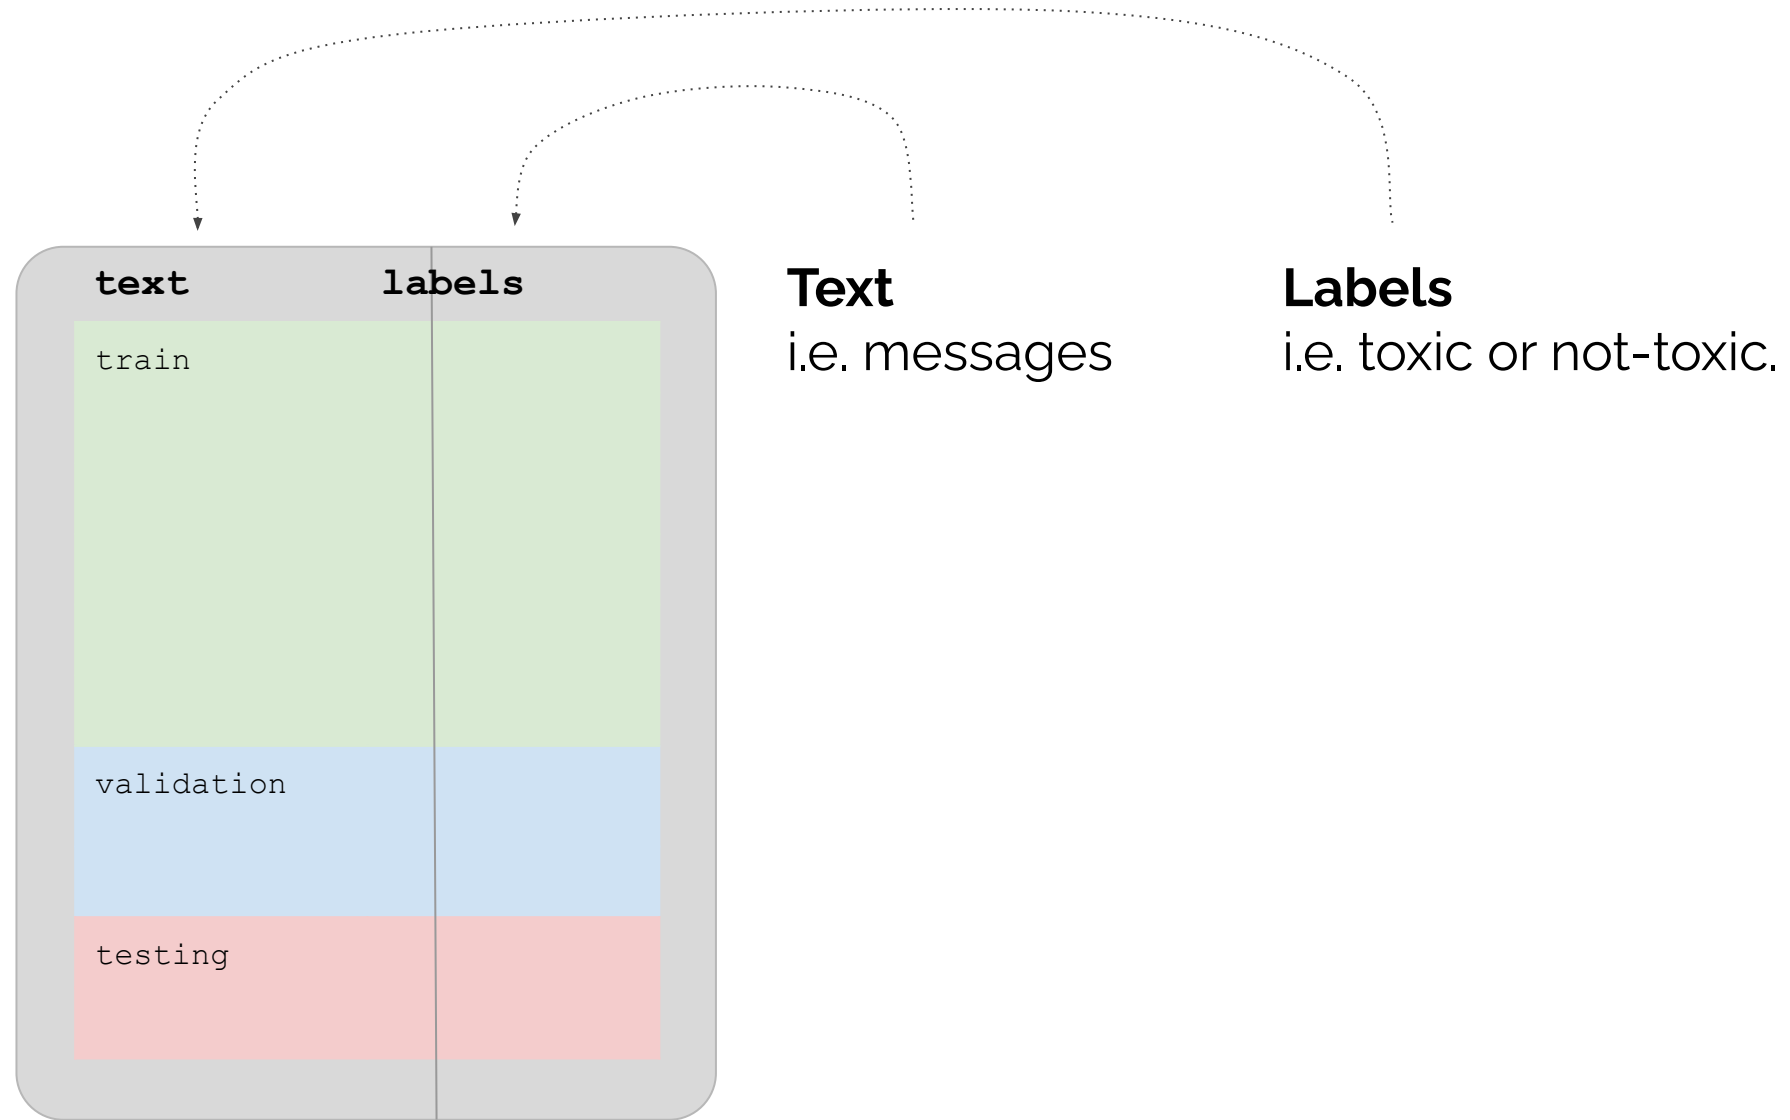 text labels
train
validation
testing
Text
i.e. messages
Labels
i.e. toxic or not-toxic.